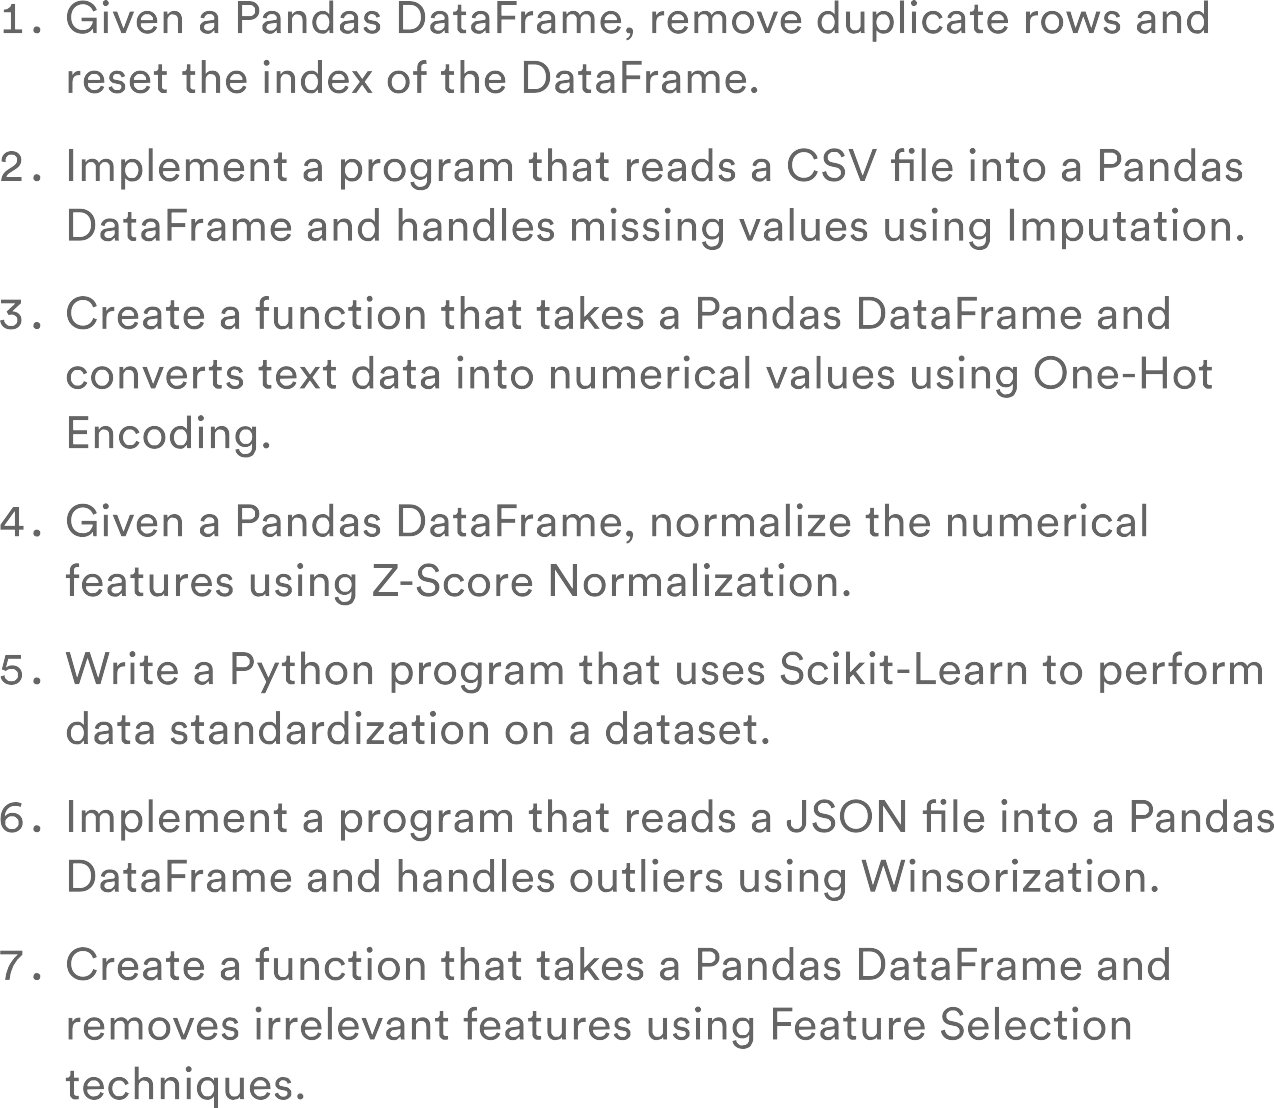 1. Given a Pandas DataFrame, remove duplicate rows and
reset the index of the DataFrame.
2. Implement a program that reads a CSV file into a Pandas
DataFrame and handles missing values using Imputation.
3. Create a function that takes a Pandas DataFrame and
converts text data into numerical values using One-Hot
Encoding.
4. Given a Pandas DataFrame, normalize the numerical
features using Z-Score Normalization.
5. Write a Python program that uses Scikit-Learn to perform
data standardization on a dataset.
6. Implement a program that reads a JSON file into a Pandas
DataFrame and handles outliers using Winsorization.
7. Create a function that takes a Pandas DataFrame and
removes irrelevant features using Feature Selection
techniques.